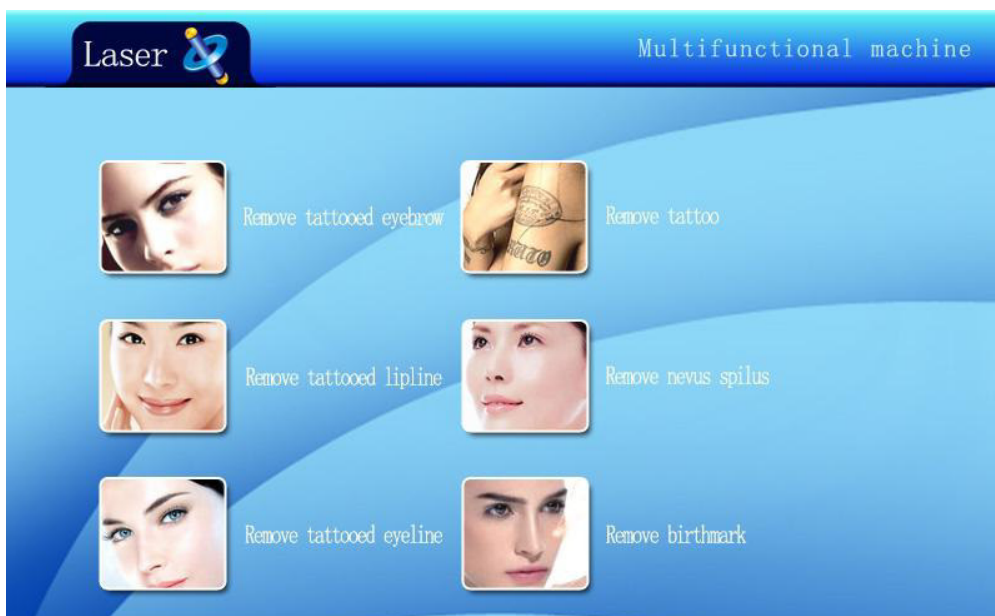 Laser
Multifunctional machine
Remove tattooed eyebrow
Remove tattoo
Remove tattooed lipline
Remove nevus spilus
Remove tattooed eyeline
Remove birthmark